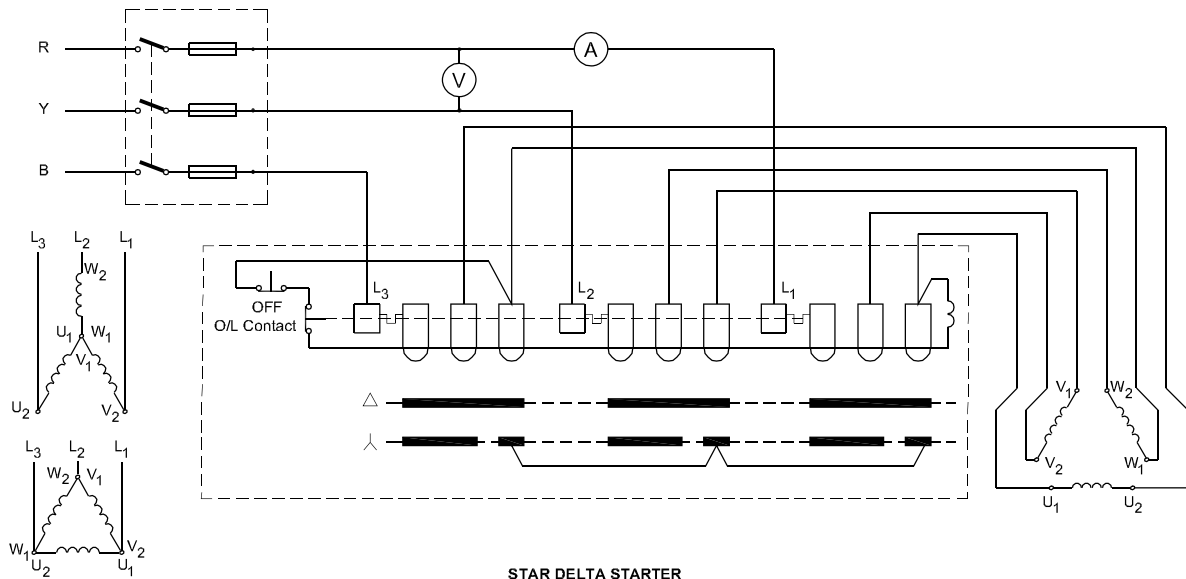 R
A
V
Y
B
L3 L2 L1
W2
U1 W1
V1
U2 V2
L3 L2 L1
OFF
O/L Contact
△
⅄
V1 W2
V2 W1
U1 U2
L3 L2 L1
W2 V1
W1 V2
U2 U1
STAR DELTA STARTER